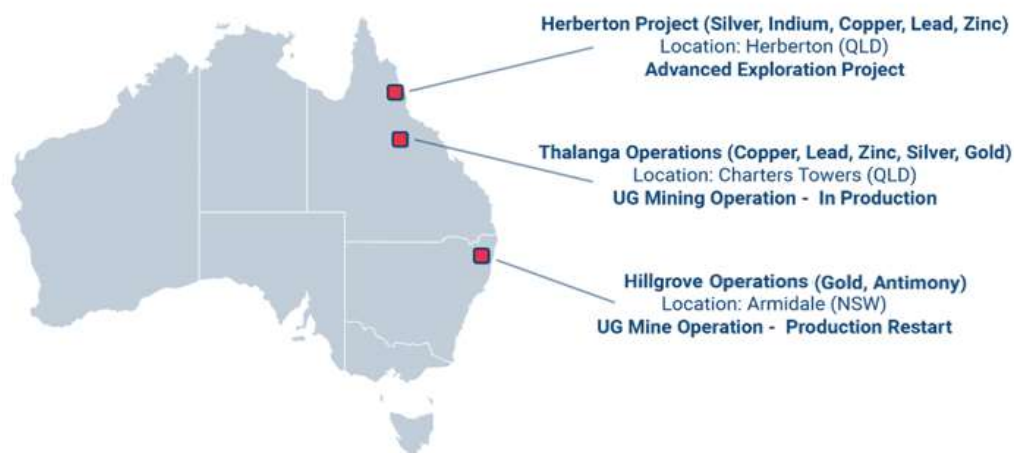 Herberton Project (Silver, Indium, Copper, Lead, Zinc)
Location: Herberton (QLD)
Advanced Exploration Project
Thalanga Operations (Copper, Lead, Zinc, Silver, Gold)
Location: Charters Towers (QLD)
UG Mining Operation - In Production
Hillgrove Operations (Gold, Antimony)
Location: Armidale (NSW)
UG Mine Operation - Production Restart